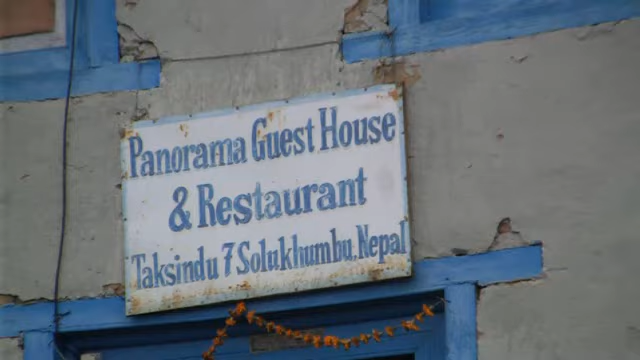 Panorama Guest House
& Restaurant
Taksindu 7 Solukhumbu, Nepal